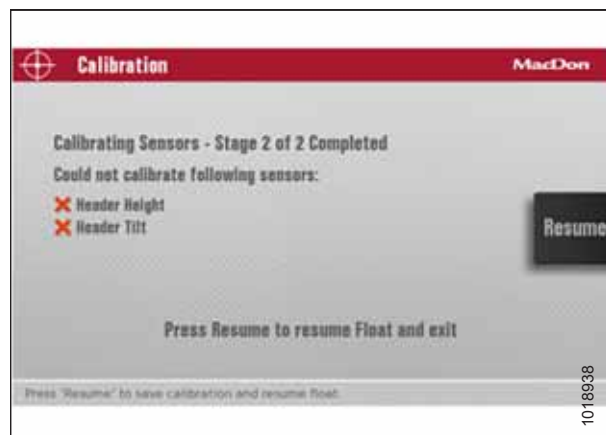 Calibration
MacDon
Calibrating Sensors - Stage 2 of 2 Completed
Could not calibrate following sensors:
Header Height
Header Tilt
Resume
Press Resume to resume Float and exit
Press 'Resume' to save calibration and resume float.
1018938